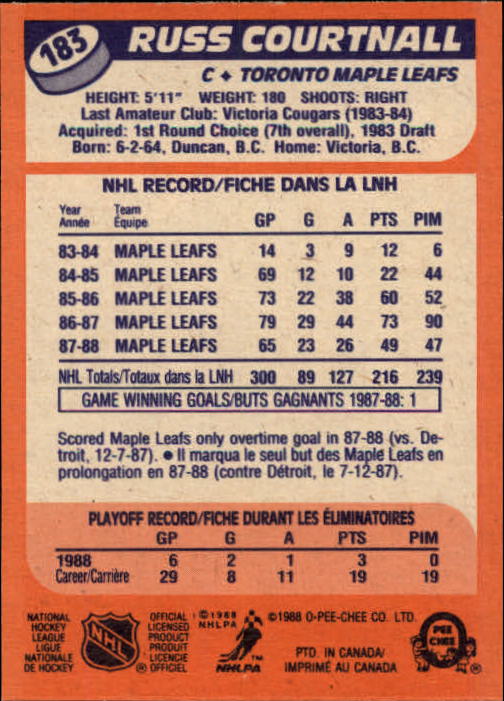 183
RUSS COURTNALL
C ♦ TORONTO MAPLE LEAFS
HEIGHT: 5'11" WEIGHT: 180 SHOOTS: RIGHT
Last Amateur Club: Victoria Cougars (1983-84)
Acquired: 1st Round Choice (7th overall), 1983 Draft
Born: 6-2-64, Duncan, B.C. Home: Victoria, B.C.
NHL RECORD/FICHE DANS LA LNH
Year Team
Année Équipe GP G A PTS PIM
83-84 MAPLE LEAFS 14 3 9 12 6
84-85 MAPLE LEAFS 69 12 10 22 44
85-86 MAPLE LEAFS 73 22 38 60 52
86-87 MAPLE LEAFS 79 29 44 73 90
87-88 MAPLE LEAFS 65 23 26 49 47
NHL Totals/Totaux dans la LNH 300 89 127 216 239
GAME WINNING GOALS/BUTS GAGNANTS 1987-88: 1
Scored Maple Leafs only overtime goal in 87-88 (vs. De-
troit, 12-7-87). ● Il marqua le seul but des Maple Leafs en
prolongation en 87-88 (contre Détroit, le 7-12-87).
PLAYOFF RECORD/FICHE DURANT LES ÉLIMINATOIRES
GP G A PTS PIM
1988 6 2 1 3 0
Career/Carrière 29 8 11 19 19
NATIONAL
HOCKEY
LEAGUE
LIGUE
NATIONALE
DE HOCKEY
NHL
OFFICIAL
LICENSED
PRODUCT
PRODUIT
LICENCIE
® OFFICIEL
©1988
NHLPA
NHLPA™
©1988 O-PEE-CHEE CO. LTD.
PTD. IN CANADA/
IMPRIMÉ AU CANADA
O
PEE
CHEE